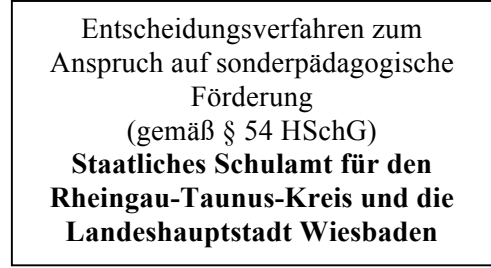 Entscheidungsverfahren zum
Anspruch auf sonderpädagogische
Förderung
(gemäß § 54 HSchG)
Staatliches Schulamt für den
Rheingau-Taunus-Kreis und die
Landeshauptstadt Wiesbaden